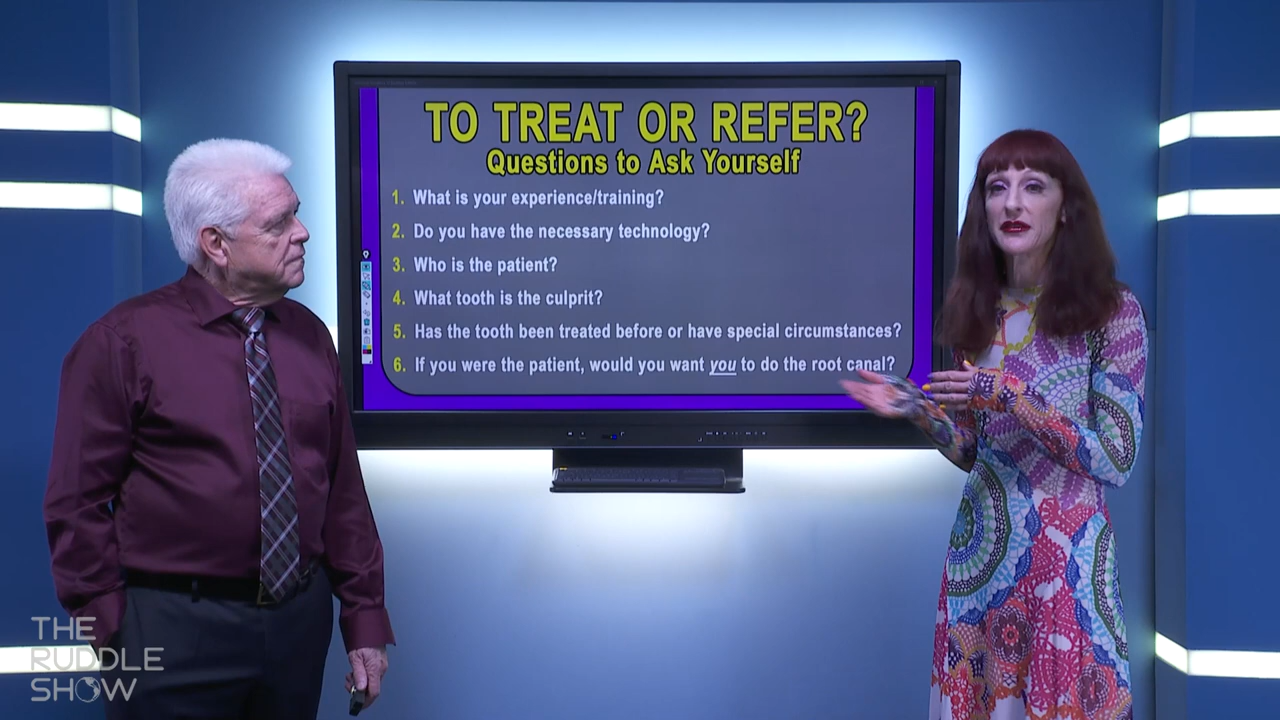 TO TREAT OR REFER?
Questions to Ask Yourself
1. What is your experience/training?
2. Do you have the necessary technology?
3. Who is the patient?
4. What tooth is the culprit?
5. Has the tooth been treated before or have special circumstances?
6. If you were the patient, would you want you to do the root canal?
THE
RUDDLE
SHOW